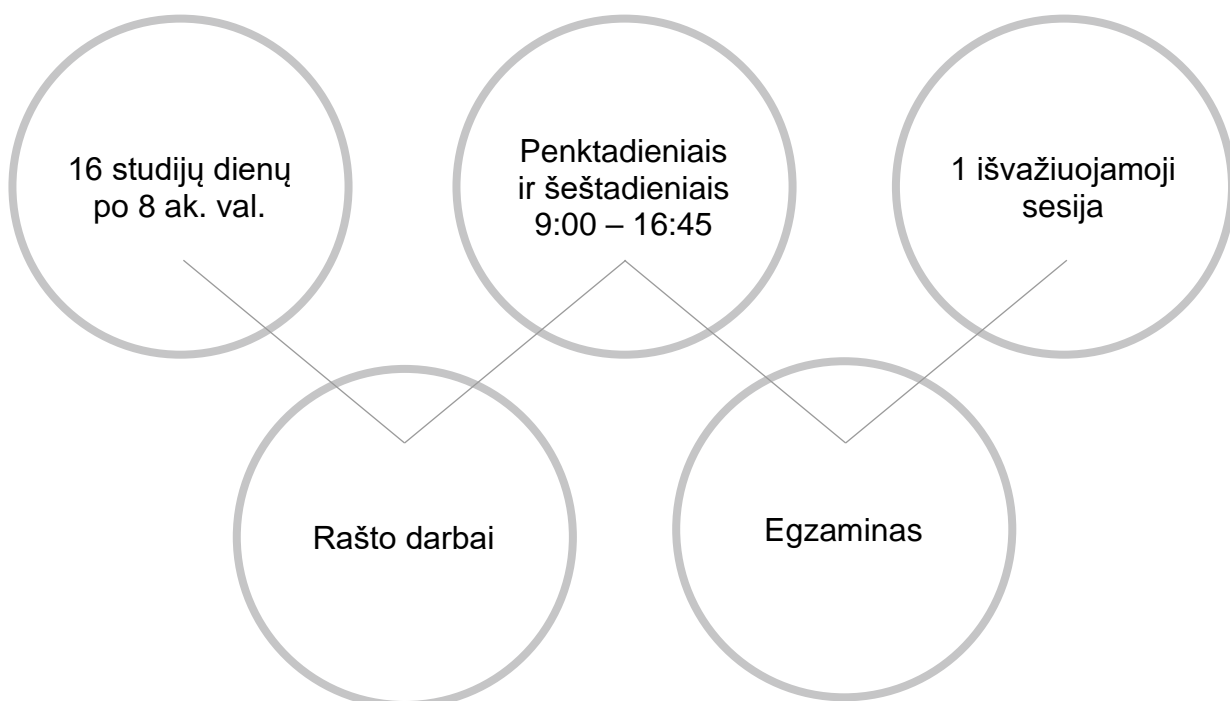 16 studijų dienų
po 8 ak. val.
Penktadieniais
ir šeštadieniais
9:00 – 16:45
1 išvažiuojamoji
sesija
Rašto darbai
Egzaminas